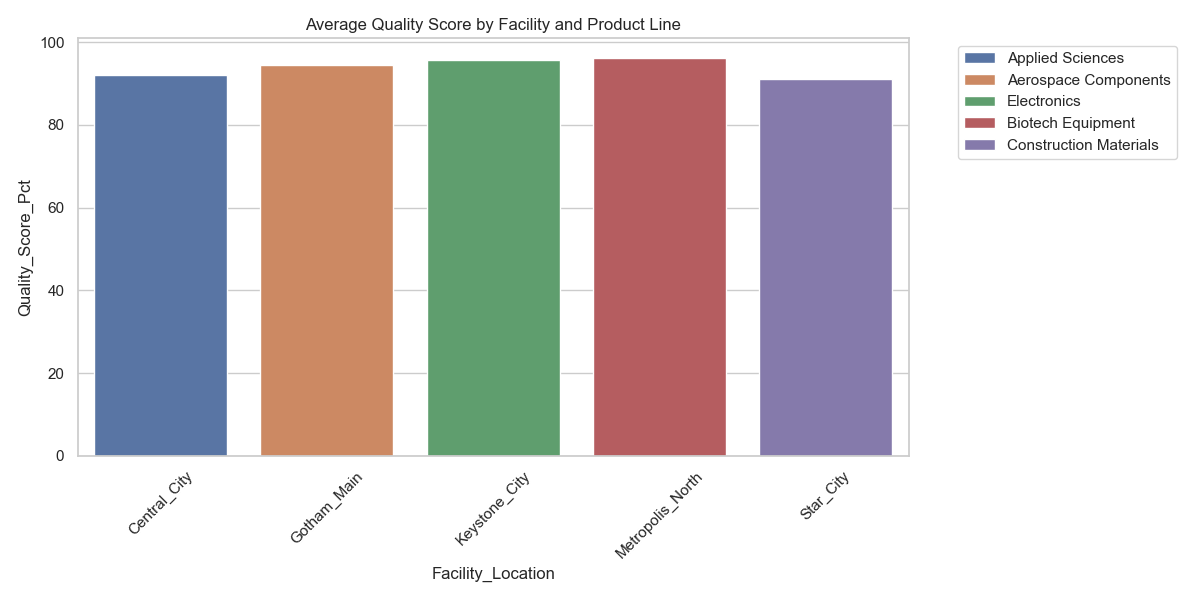 Average Quality Score by Facility and Product Line
100
80
60
40
20
0
Quality_Score_Pct
Central_City
Gotham_Main
Keystone_City
Metropolis_North
Star_City
Facility_Location
Applied Sciences
Aerospace Components
Electronics
Biotech Equipment
Construction Materials